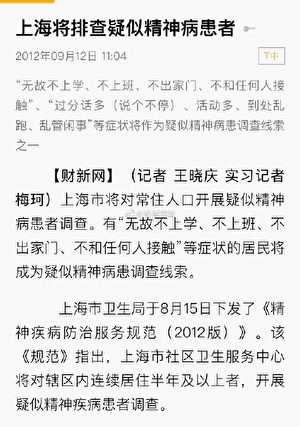 上海将排查疑似精神病患者
2012年09月12日 11:04
T中
“无故不上学、不上班、不出家门、不和任何人接
触”、“过分话多（说个不停）、活动多、到处乱
跑、乱管闲事”等症状将作为疑似精神病患调查线索
之一
【财新网】（记者 王晓庆 实习记者
梅珂）上海市将对常住人口开展疑似精神
病患者调查。有“无故不上学、不上班、不
出家门、不和任何人接触”等症状的居民将
成为疑似精神病患调查线索。
上海市卫生局于8月15日下发了《精
神疾病防治服务规范（2012版）》。该
《规范》指出，上海市社区卫生服务中心
将对辖区内连续居住半年及以上者，开展
疑似精神疾病患者调查。